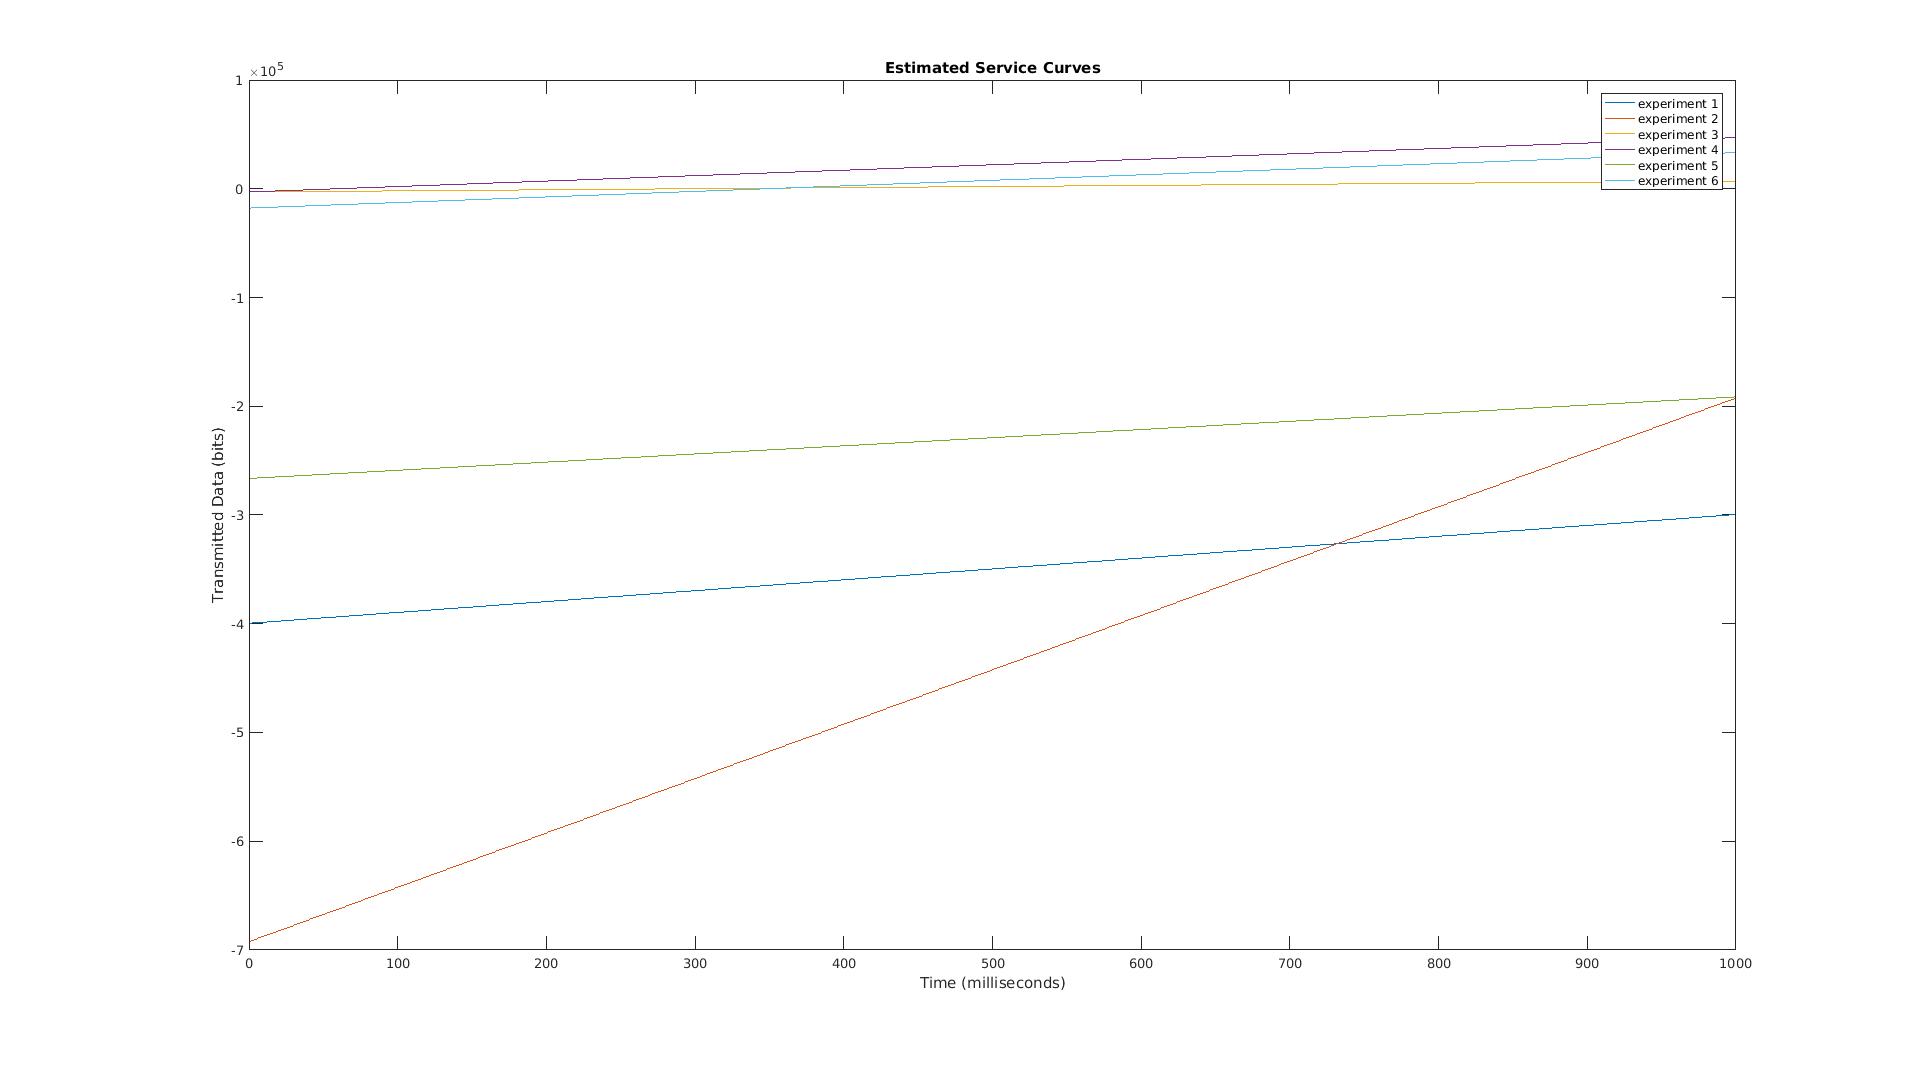 Estimated Service Curves
×10^5
1
0
-1
-2
-3
-4
-5
-6
-7
Transmitted Data (bits)
experiment 1
experiment 2
experiment 3
experiment 4
experiment 5
experiment 6
0 100 200 300 400 500 600 700 800 900 1000
Time (milliseconds)